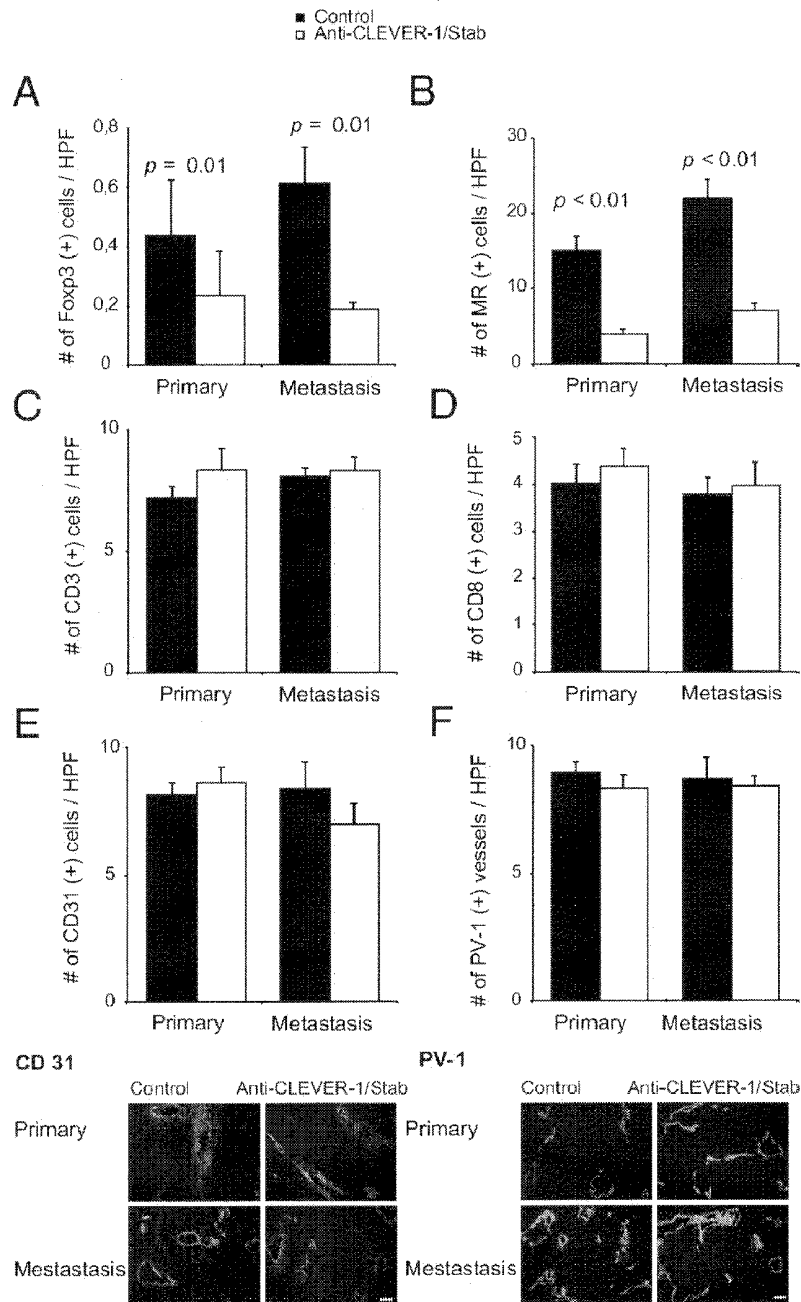 ■ Control
□ Anti-CLEVER-1/Stab
A
# of Foxp3 (+) cells / HPF
0,8
0,6
0,4
0,2
0
p = 0.01
p = 0.01
Primary
Metastasis
B
# of MR (+) cells / HPF
30
20
10
0
p < 0.01
p < 0.01
Primary
Metastasis
C
# of CD3 (+) cells / HPF
10
5
0
Primary
Metastasis
D
# of CD8 (+) cells / HPF
5
4
3
2
1
0
Primary
Metastasis
E
# of CD31 (+) cells / HPF
10
5
0
Primary
Metastasis
F
# of PV-1 (+) vessels / HPF
10
5
0
Primary
Metastasis
CD 31
Control
Anti-CLEVER-1/Stab
Primary
Mestastasis
PV-1
Control
Anti-CLEVER-1/Stab
Primary
Metastasis